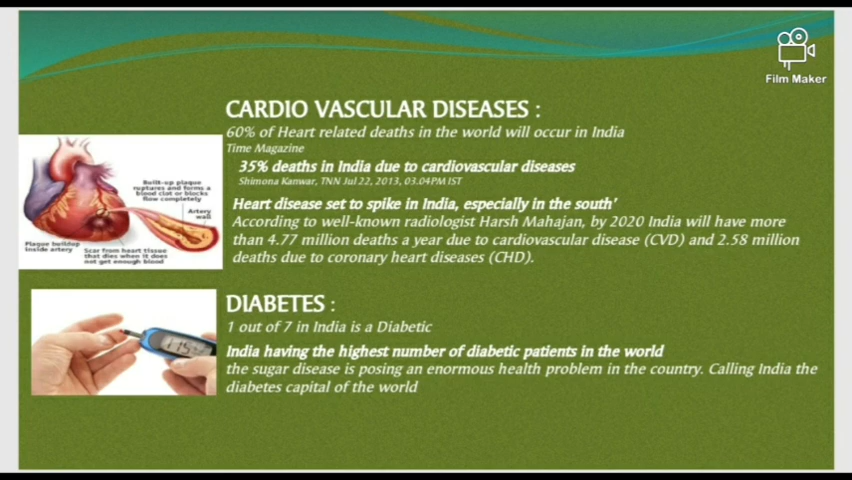 Film Maker
CARDIO VASCULAR DISEASES :
60% of Heart related deaths in the world will occur in India
Time Magazine
35% deaths in India due to cardiovascular diseases
Shimona Kanwar, TNN Jul 22, 2013, 03.04PM IST
Heart disease set to spike in India, especially in the south'
According to well-known radiologist Harsh Mahajan, by 2020 India will have more
than 4.77 million deaths a year due to cardiovascular disease (CVD) and 2.58 million
deaths due to coronary heart diseases (CHD).
Built-up plaque
ruptures and forms a
blood clot or blocks
flow completely
Artery
wall
Plaque buildup
inside artery
Scar from heart tissue
that dies when it does
not get enough blood
DIABETES :
1 out of 7 in India is a Diabetic
India having the highest number of diabetic patients in the world
the sugar disease is posing an enormous health problem in the country. Calling India the
diabetes capital of the world